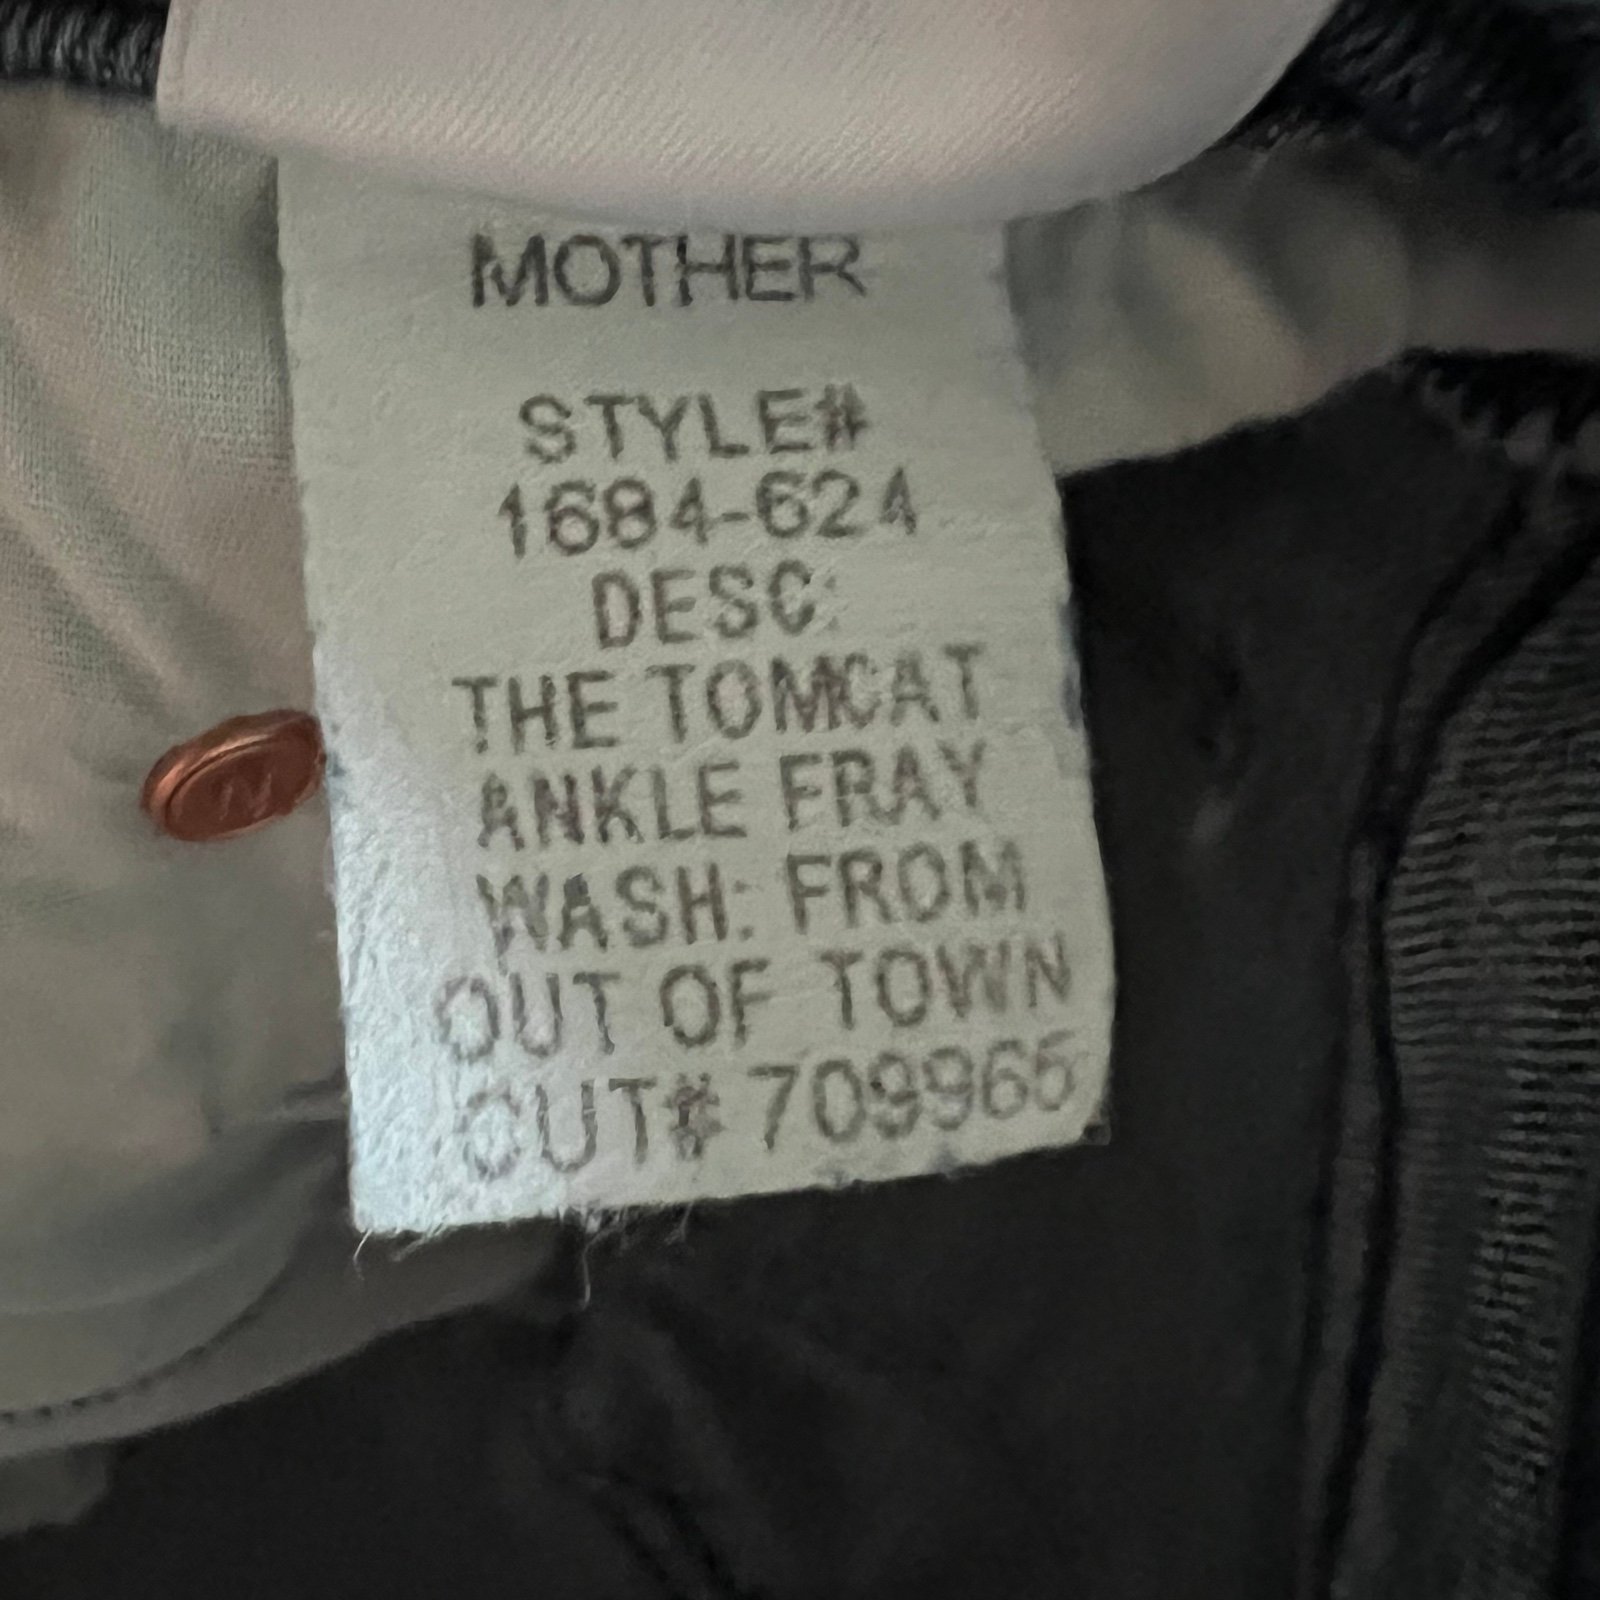 MOTHER
STYLE#
1684-624
DESC:
THE TOMCAT
ANKLE FRAY
WASH: FROM
OUT OF TOWN
CUT# 709965